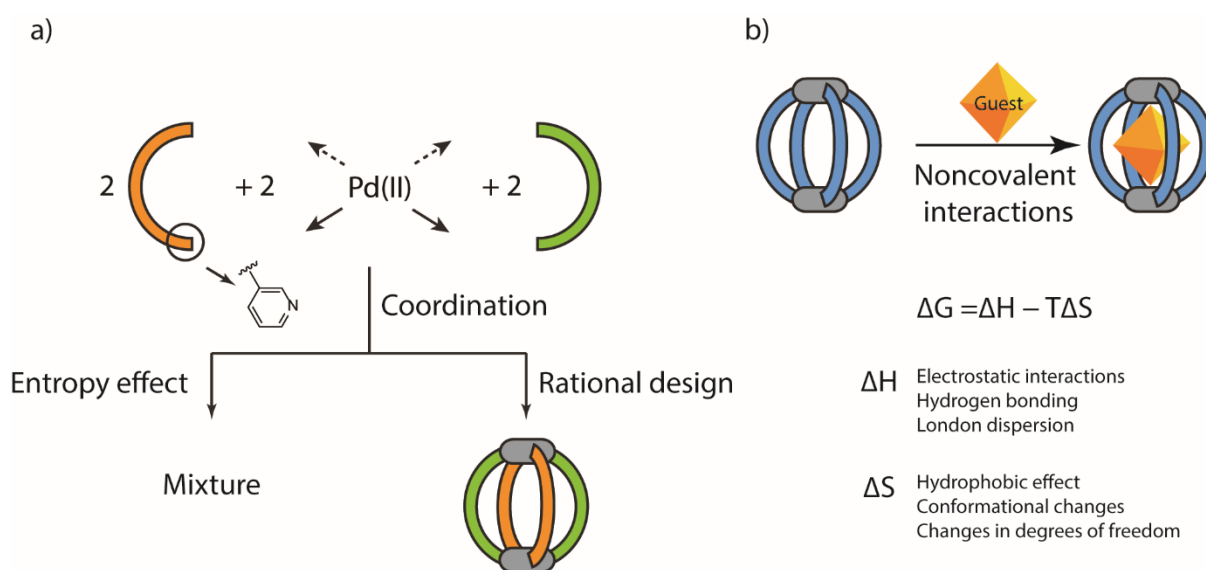 a)
2
+ 2
Pd(II)
+ 2
N
Coordination
Entropy effect
Rational design
Mixture
b)
Guest
Noncovalent
interactions
ΔG =ΔH – TΔS
ΔH
Electrostatic interactions
Hydrogen bonding
London dispersion
ΔS
Hydrophobic effect
Conformational changes
Changes in degrees of freedom